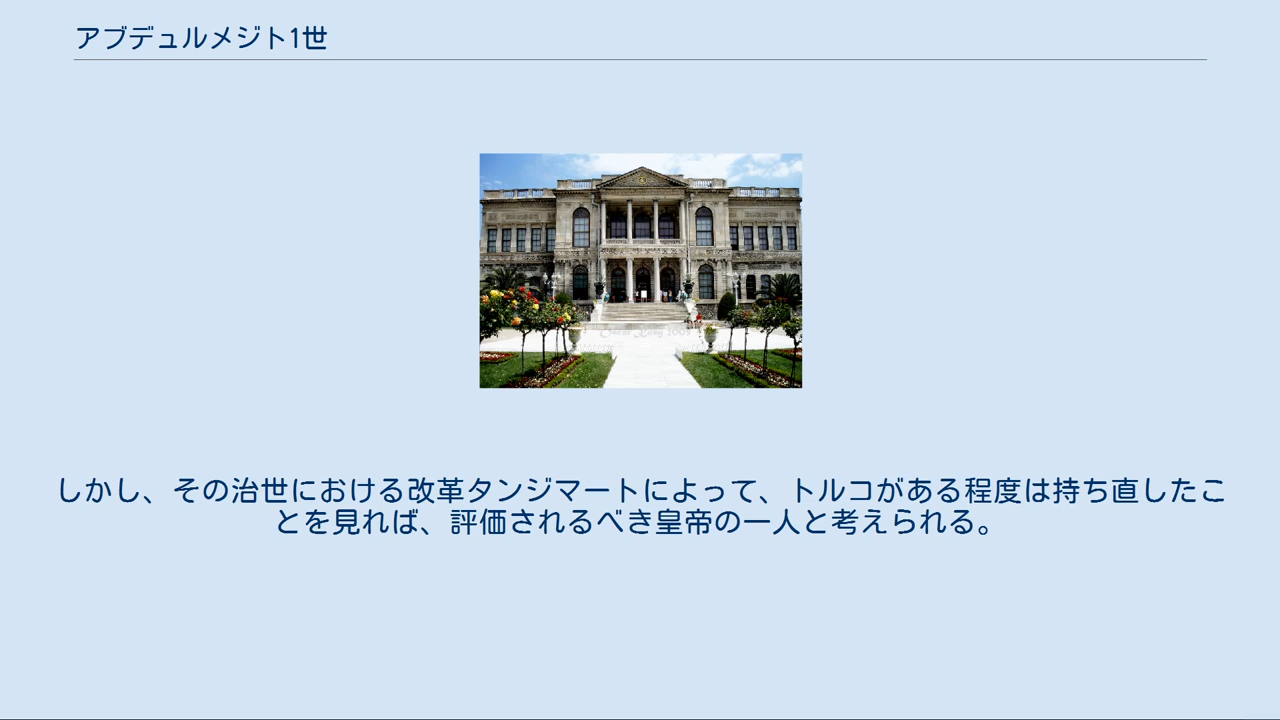 アブデュルメジト1世
しかし、その治世における改革タンジマートによって、トルコがある程度は持ち直したこ
とを見れば、評価されるべき皇帝の一人と考えられる。